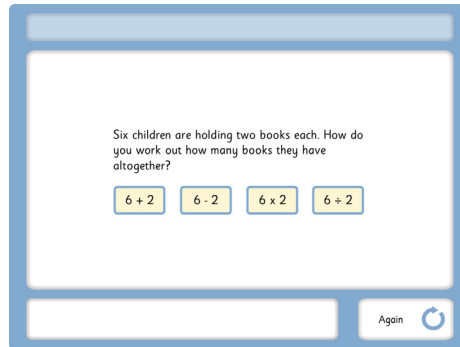 Six children are holding two books each. How do
you work out how many books they have
altogether?
6 + 2
6 - 2
6 x 2
6 ÷ 2
Again